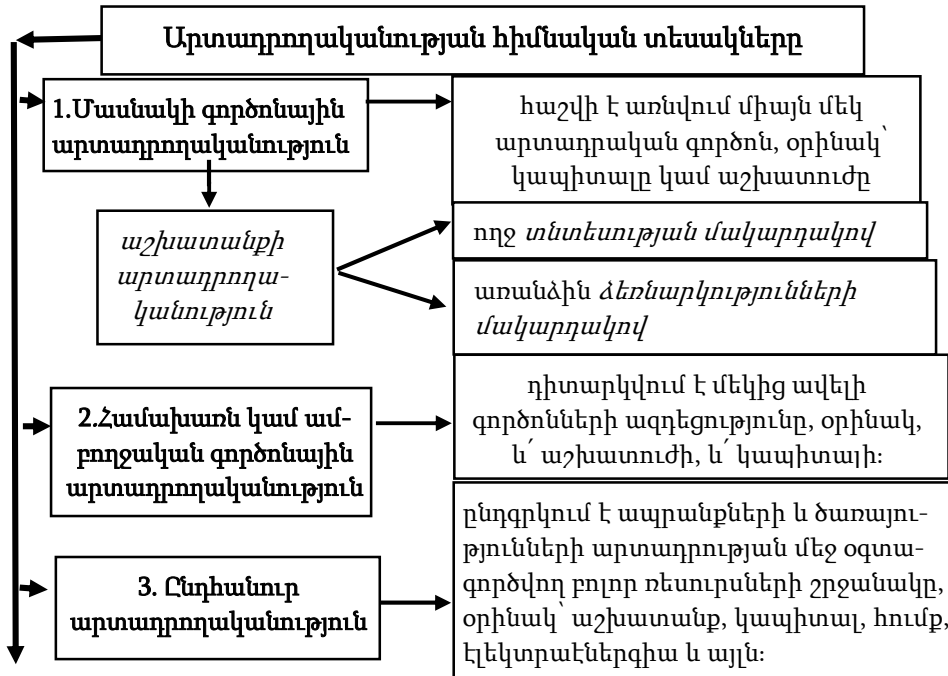 Արտադրողականության հիմնական տեսակները
1.Մասնակի գործոնային
արտադրողականություն
հաշվի է առնվում միայն մեկ
արտադրական գործոն, օրինակ՝
կապիտալը կամ աշխատուժը
աշխատանքի
արտադրողա-
կանություն
ողջ տնտեսության մակարդակով
առանձին ձեռնարկությունների
մակարդակով
2.Համախառն կամ ամ-
բողջական գործոնային
արտադրողականություն
դիտարկվում է մեկից ավելի
գործոնների ազդեցությունը, օրինակ,
և՛ աշխատուժի, և՛ կապիտալի:
3. Ընդհանուր
արտադրողականություն
ընդգրկում է ապրանքների և ծառայու-
թյունների արտադրության մեջ օգտա-
գործվող բոլոր ռեսուրսների շրջանակը,
օրինակ՝ աշխատանք, կապիտալ, հումք,
էլեկտրաէներգիա և այլն: